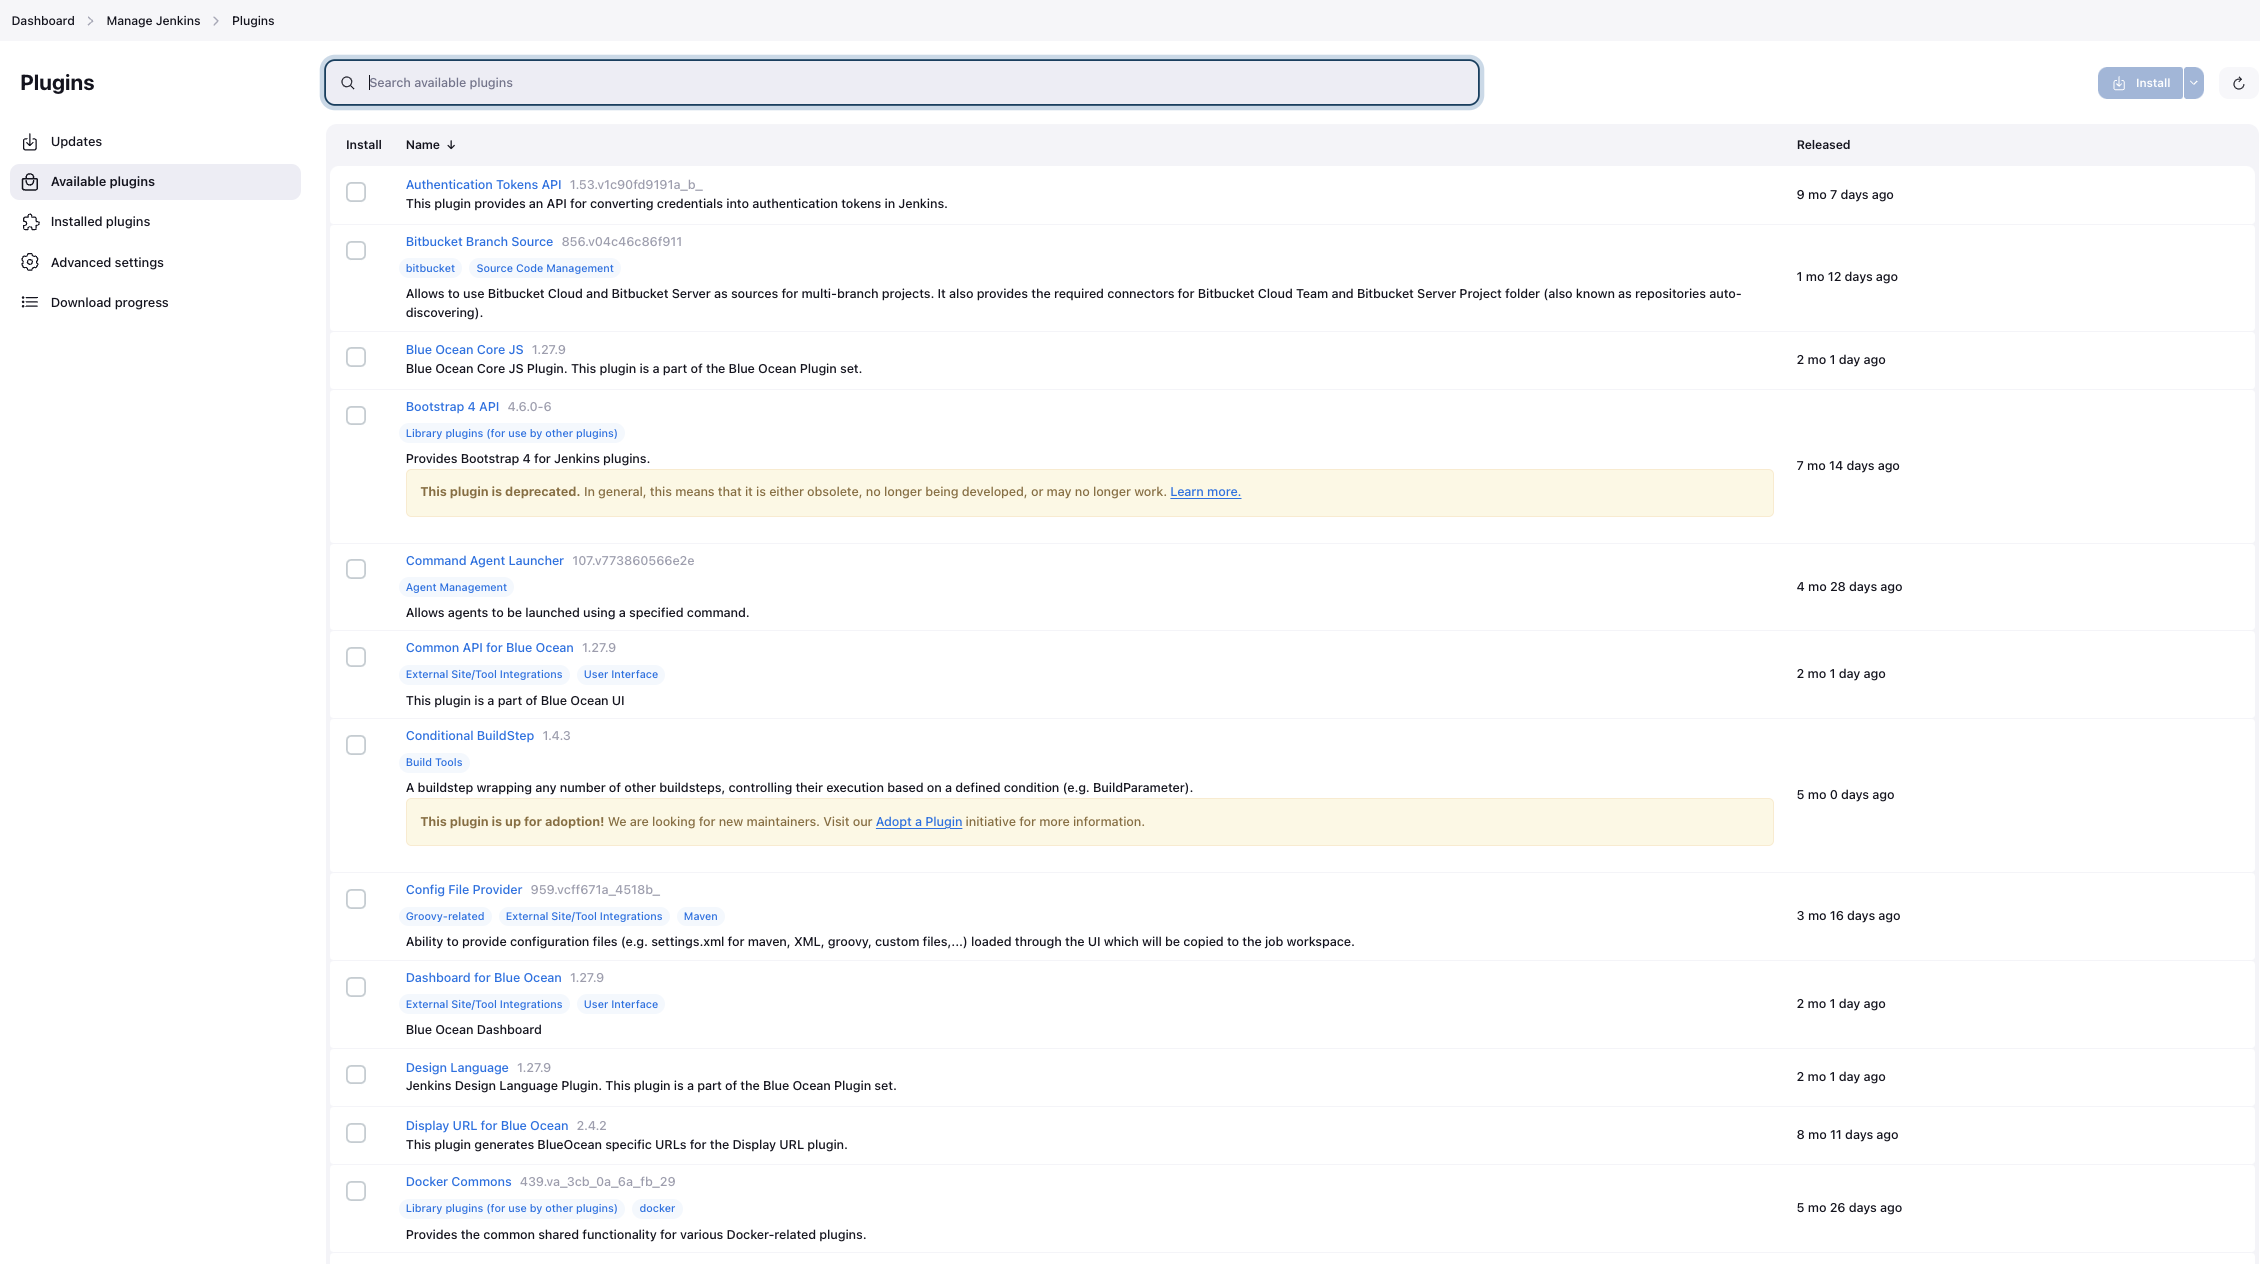 Dashboard > Manage Jenkins > Plugins
Plugins
Search available plugins
Install
Updates
Available plugins
Installed plugins
Advanced settings
Download progress
Install Name ↓ Released
Authentication Tokens API 1.53.v1c90fd9191a_b_
This plugin provides an API for converting credentials into authentication tokens in Jenkins.
9 mo 7 days ago
Bitbucket Branch Source 856.v04c46c86f911
bitbucket Source Code Management
Allows to use Bitbucket Cloud and Bitbucket Server as sources for multi-branch projects. It also provides the required connectors for Bitbucket Cloud Team and Bitbucket Server Project folder (also known as repositories auto-
discovering).
1 mo 12 days ago
Blue Ocean Core JS 1.27.9
Blue Ocean Core JS Plugin. This plugin is a part of the Blue Ocean Plugin set.
2 mo 1 day ago
Bootstrap 4 API 4.6.0-6
Library plugins (for use by other plugins)
Provides Bootstrap 4 for Jenkins plugins.
This plugin is deprecated. In general, this means that it is either obsolete, no longer being developed, or may no longer work. Learn more.
7 mo 14 days ago
Command Agent Launcher 107.v773860566e2e
Agent Management
Allows agents to be launched using a specified command.
4 mo 28 days ago
Common API for Blue Ocean 1.27.9
External Site/Tool Integrations User Interface
This plugin is a part of Blue Ocean UI
2 mo 1 day ago
Conditional BuildStep 1.4.3
Build Tools
A buildstep wrapping any number of other buildsteps, controlling their execution based on a defined condition (e.g. BuildParameter).
This plugin is up for adoption! We are looking for new maintainers. Visit our Adopt a Plugin initiative for more information.
5 mo 0 days ago
Config File Provider 959.vcff671a_4518b_
Groovy-related External Site/Tool Integrations Maven
Ability to provide configuration files (e.g. settings.xml for maven, XML, groovy, custom files,...) loaded through the UI which will be copied to the job workspace.
3 mo 16 days ago
Dashboard for Blue Ocean 1.27.9
External Site/Tool Integrations User Interface
Blue Ocean Dashboard
2 mo 1 day ago
Design Language 1.27.9
Jenkins Design Language Plugin. This plugin is a part of the Blue Ocean Plugin set.
2 mo 1 day ago
Display URL for Blue Ocean 2.4.2
This plugin generates BlueOcean specific URLs for the Display URL plugin.
8 mo 11 days ago
Docker Commons 439.va_3cb_0a_6a_fb_29
Library plugins (for use by other plugins) docker
Provides the common shared functionality for various Docker-related plugins.
5 mo 26 days ago